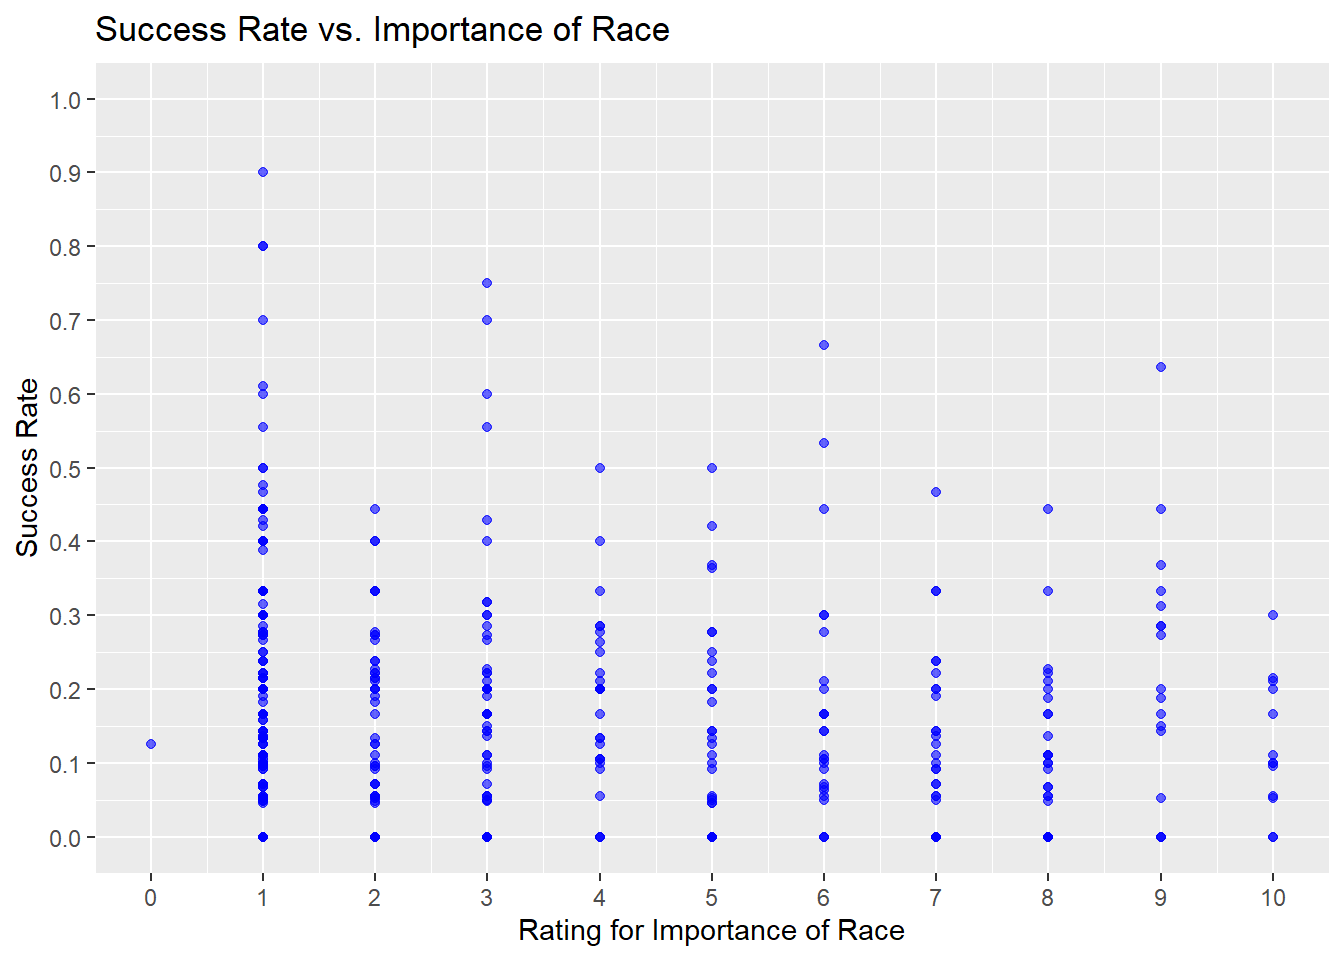 Success Rate vs. Importance of Race
1.0
0.9
0.8
0.7
0.6
0.5
0.4
0.3
0.2
0.1
0.0
Success Rate
0 1 2 3 4 5 6 7 8 9 10
Rating for Importance of Race